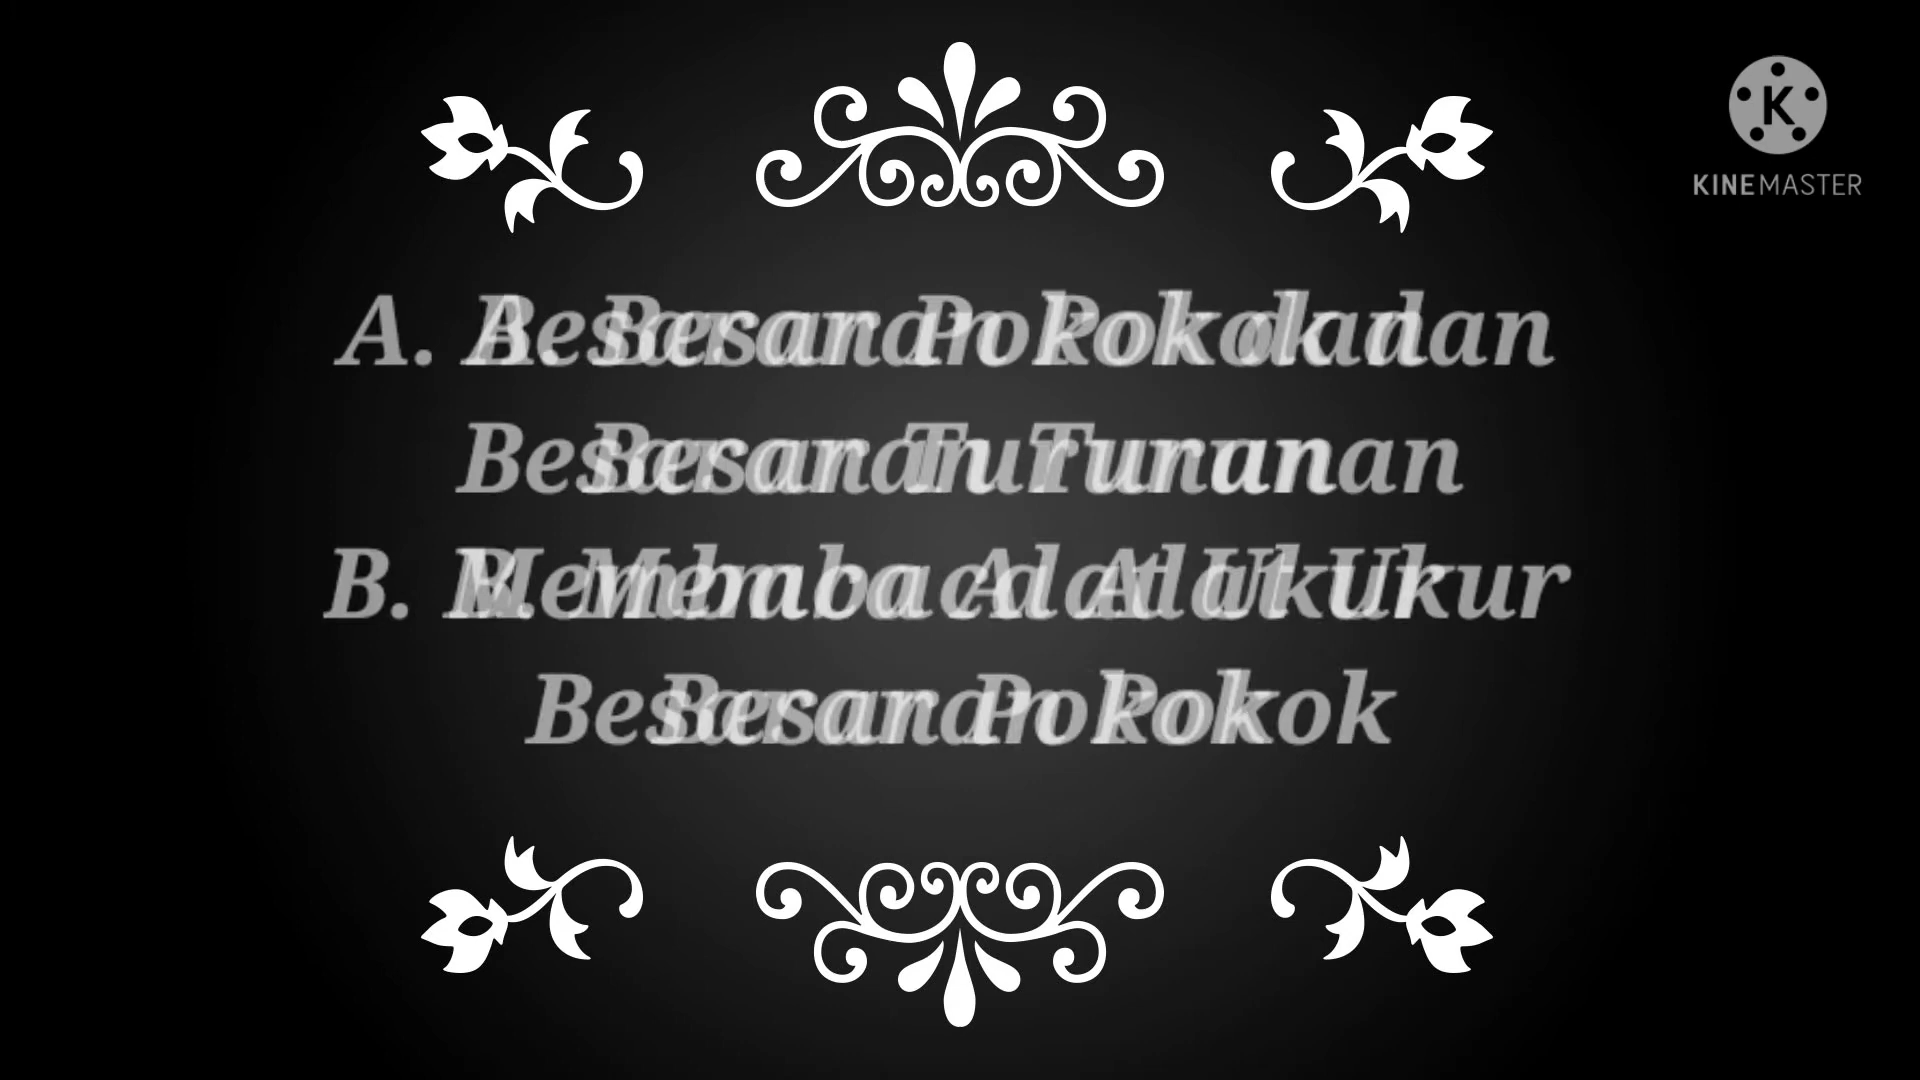 KINEMASTER
A. Besaran Pokok dan
Besaran Turunan
B. Membaca Alat Ukur
Besaran Pokok